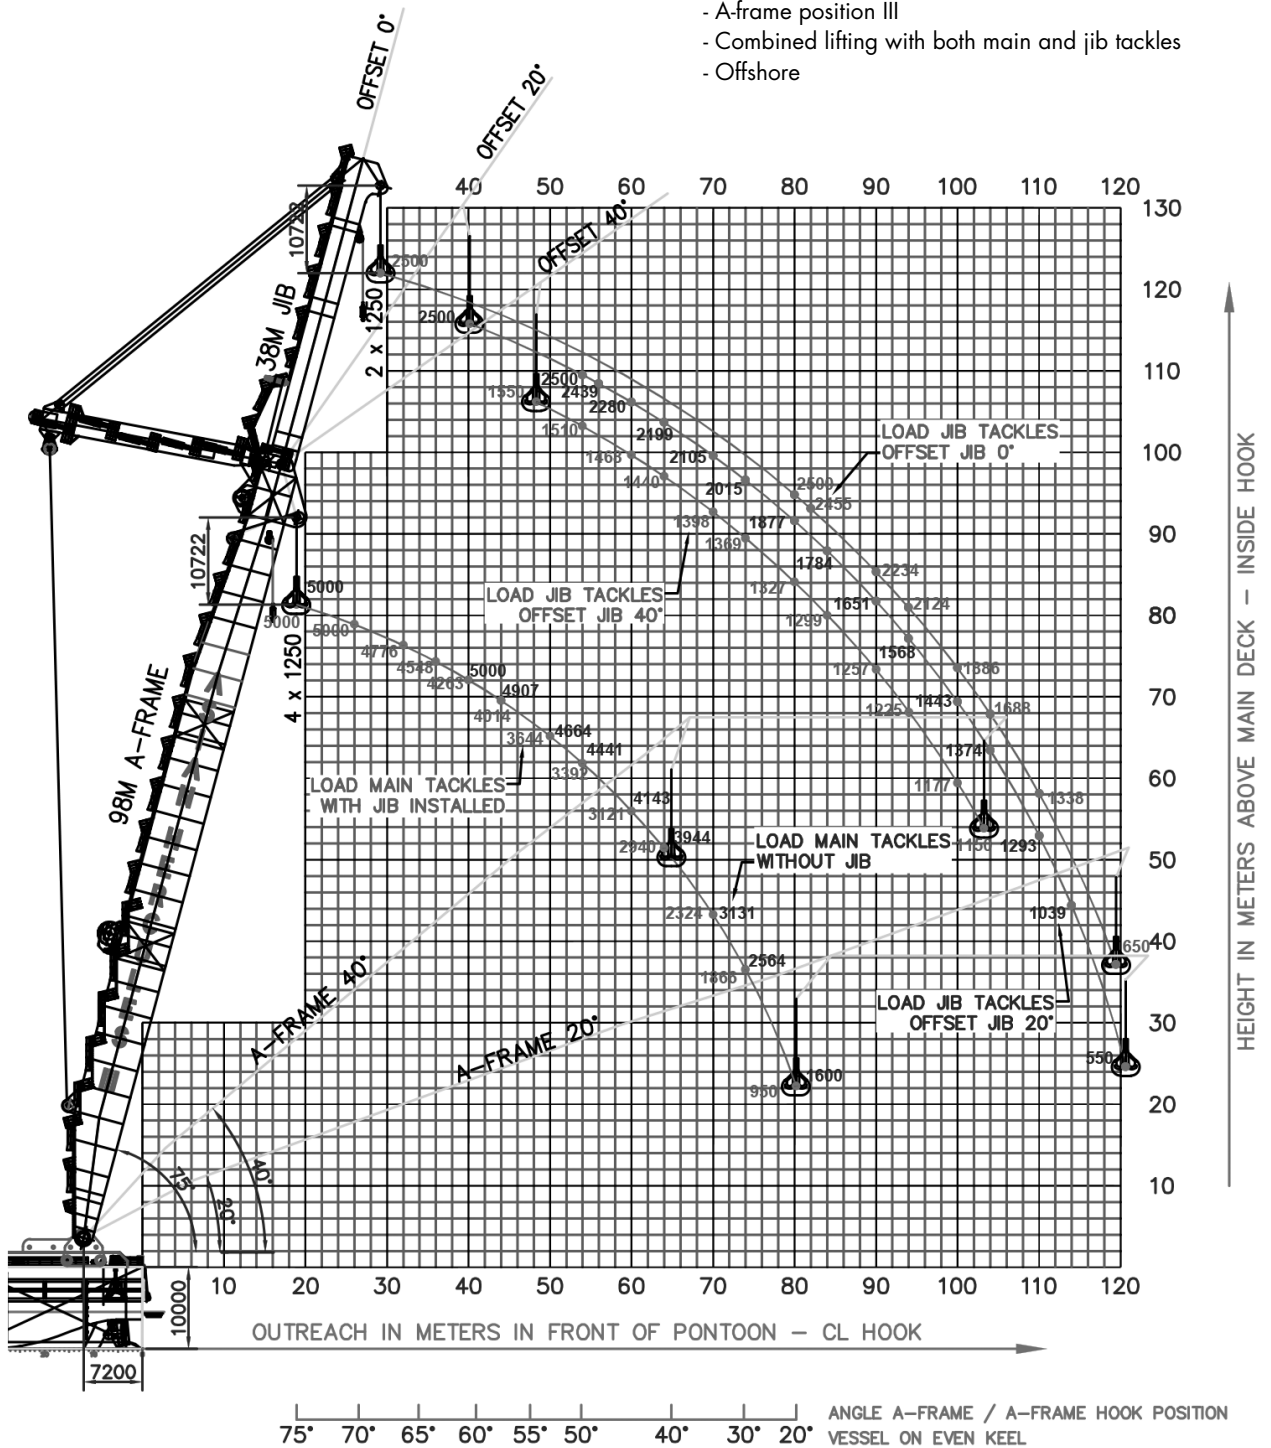 - A-frame position III
- Combined lifting with both main and jib tackles
- Offshore
OFFSET 0°
OFFSET 20°
OFFSET 40°
40 50 60 70 80 90 100 110 120
130
120
110
100
90
80
70
60
50
40
30
20
10
10722
38M JIB
2 x 1250
2500
2500
2500
2439
2280
2199
2105
2015
1877
1784
1651
1568
1443
1374
1293
1039
550
1550
1510
1468
1440
1398
1369
1327
1299
1257
1225
1177
1150
2500
2455
2234
2124
1886
1688
1338
650
LOAD JIB TACKLES
OFFSET JIB 0°
LOAD JIB TACKLES
OFFSET JIB 40°
10722
5000
5000
4 x 1250
98M A-FRAME
5000
4776
4548
4263
4014
3644
3392
3121
2940
2324
1866
950
5000
4907
4664
4441
4143
3944
3131
2564
1600
LOAD MAIN TACKLES
WITH JIB INSTALLED
LOAD MAIN TACKLES
WITHOUT JIB
LOAD JIB TACKLES
OFFSET JIB 20°
A-FRAME 40°
A-FRAME 20°
75°
40°
20°
HEIGHT IN METERS ABOVE MAIN DECK - INSIDE HOOK
10 20 30 40 50 60 70 80 90 100 110 120
10000
OUTREACH IN METERS IN FRONT OF PONTOON - CL HOOK
7200
75° 70° 65° 60° 55° 50° 40° 30° 20°
ANGLE A-FRAME / A-FRAME HOOK POSITION
VESSEL ON EVEN KEEL